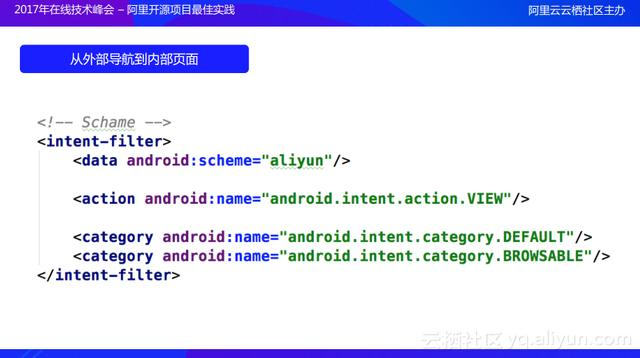 2017年在线技术峰会 – 阿里开源项目最佳实践
阿里云云栖社区主办
从外部导航到内部页面
<!-- Schame -->
<intent-filter>
<data android:scheme="aliyun"/>
<action android:name="android.intent.action.VIEW"/>
<category android:name="android.intent.category.DEFAULT"/>
<category android:name="android.intent.category.BROWSABLE"/>
</intent-filter>
云栖社区 yq.aliyun.com